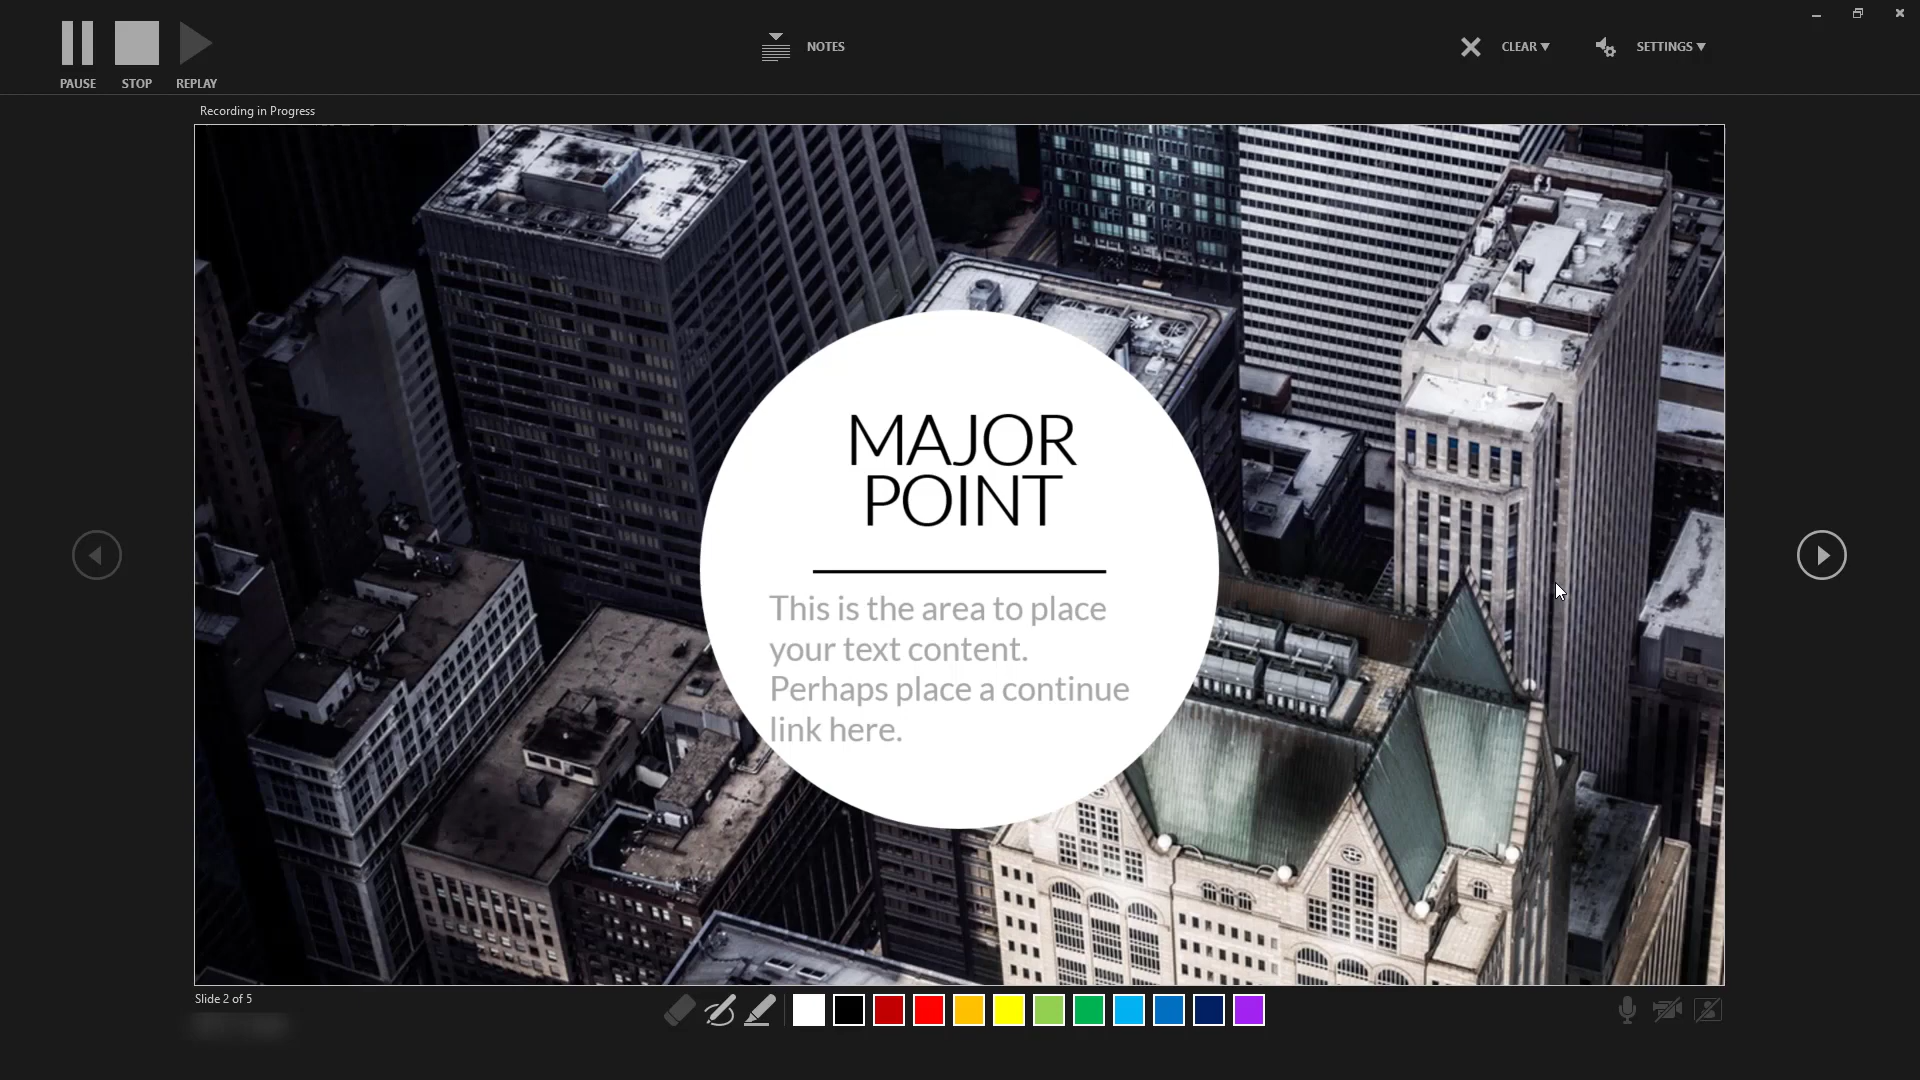 PAUSE STOP REPLAY NOTES CLEAR SETTINGS
Recording in Progress
MAJOR
POINT
This is the area to place
your text content.
Perhaps place a continue
link here.
Slide 2 of 5